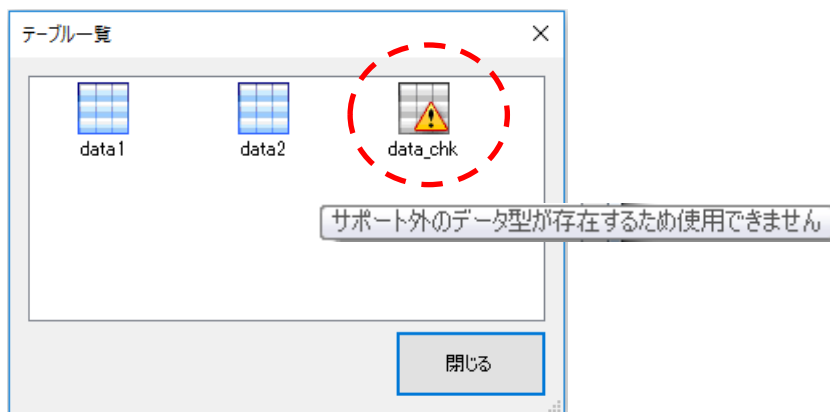 テーブル一覧
data1
data2
data_chk
サポート外のデータ型が存在するため使用できません
閉じる